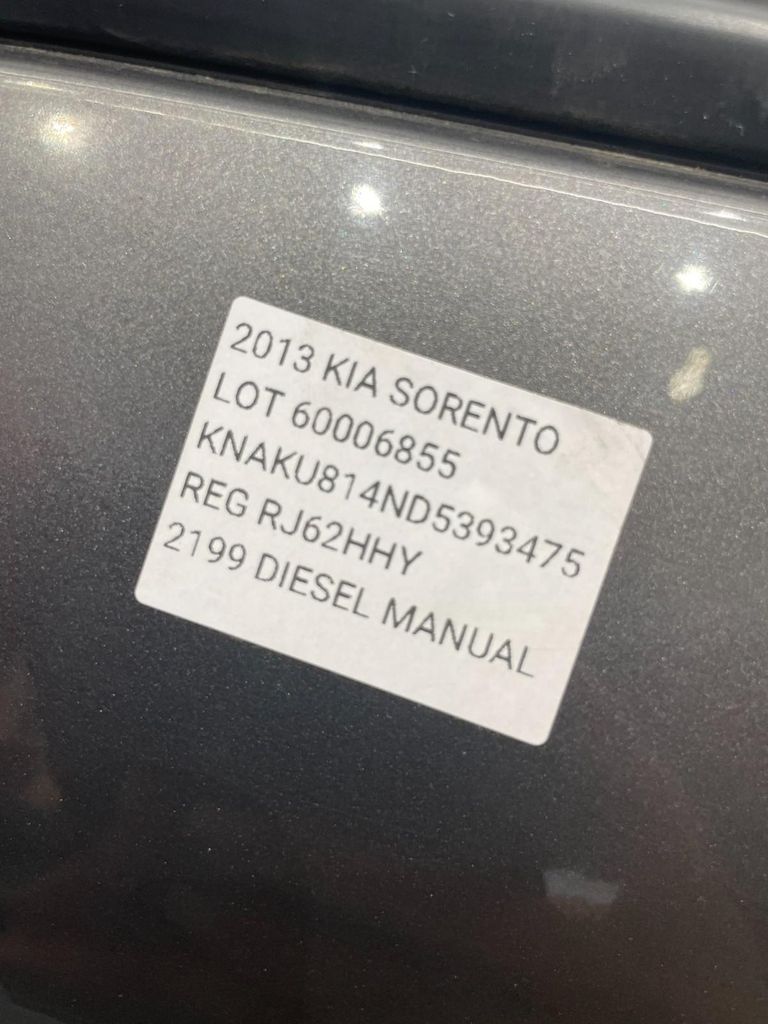 2013 KIA SORENTO
LOT 60006855
KNAKU814ND5393475
REG RJ62HHY
2199 DIESEL MANUAL